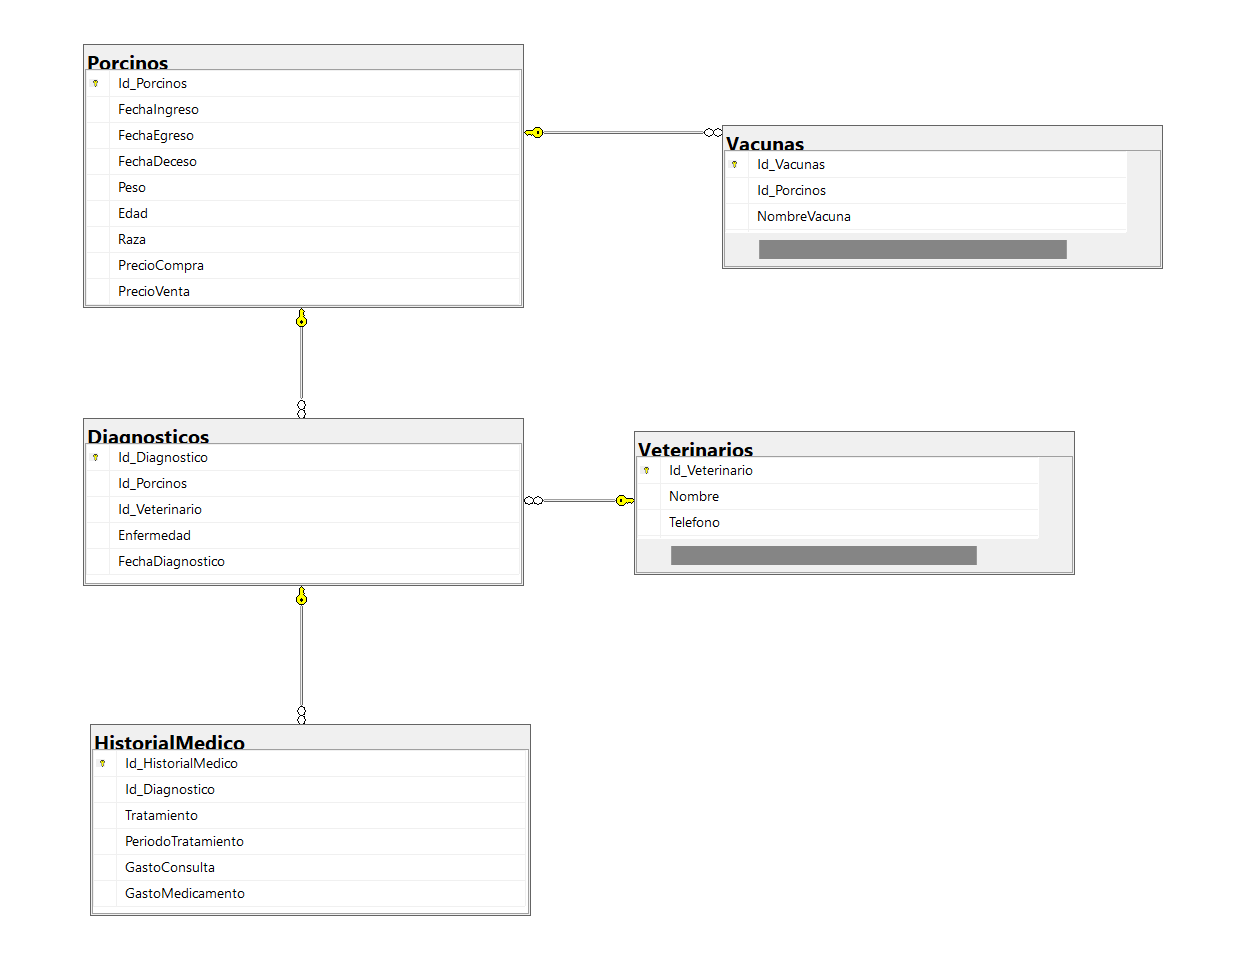 Porcinos
Id_Porcinos
FechaIngreso
FechaEgreso
FechaDeceso
Peso
Edad
Raza
PrecioCompra
PrecioVenta
Vacunas
Id_Vacunas
Id_Porcinos
NombreVacuna
Diagnosticos
Id_Diagnostico
Id_Porcinos
Id_Veterinario
Enfermedad
FechaDiagnostico
Veterinarios
Id_Veterinario
Nombre
Telefono
HistorialMedico
Id_HistorialMedico
Id_Diagnostico
Tratamiento
PeriodoTratamiento
GastoConsulta
GastoMedicamento